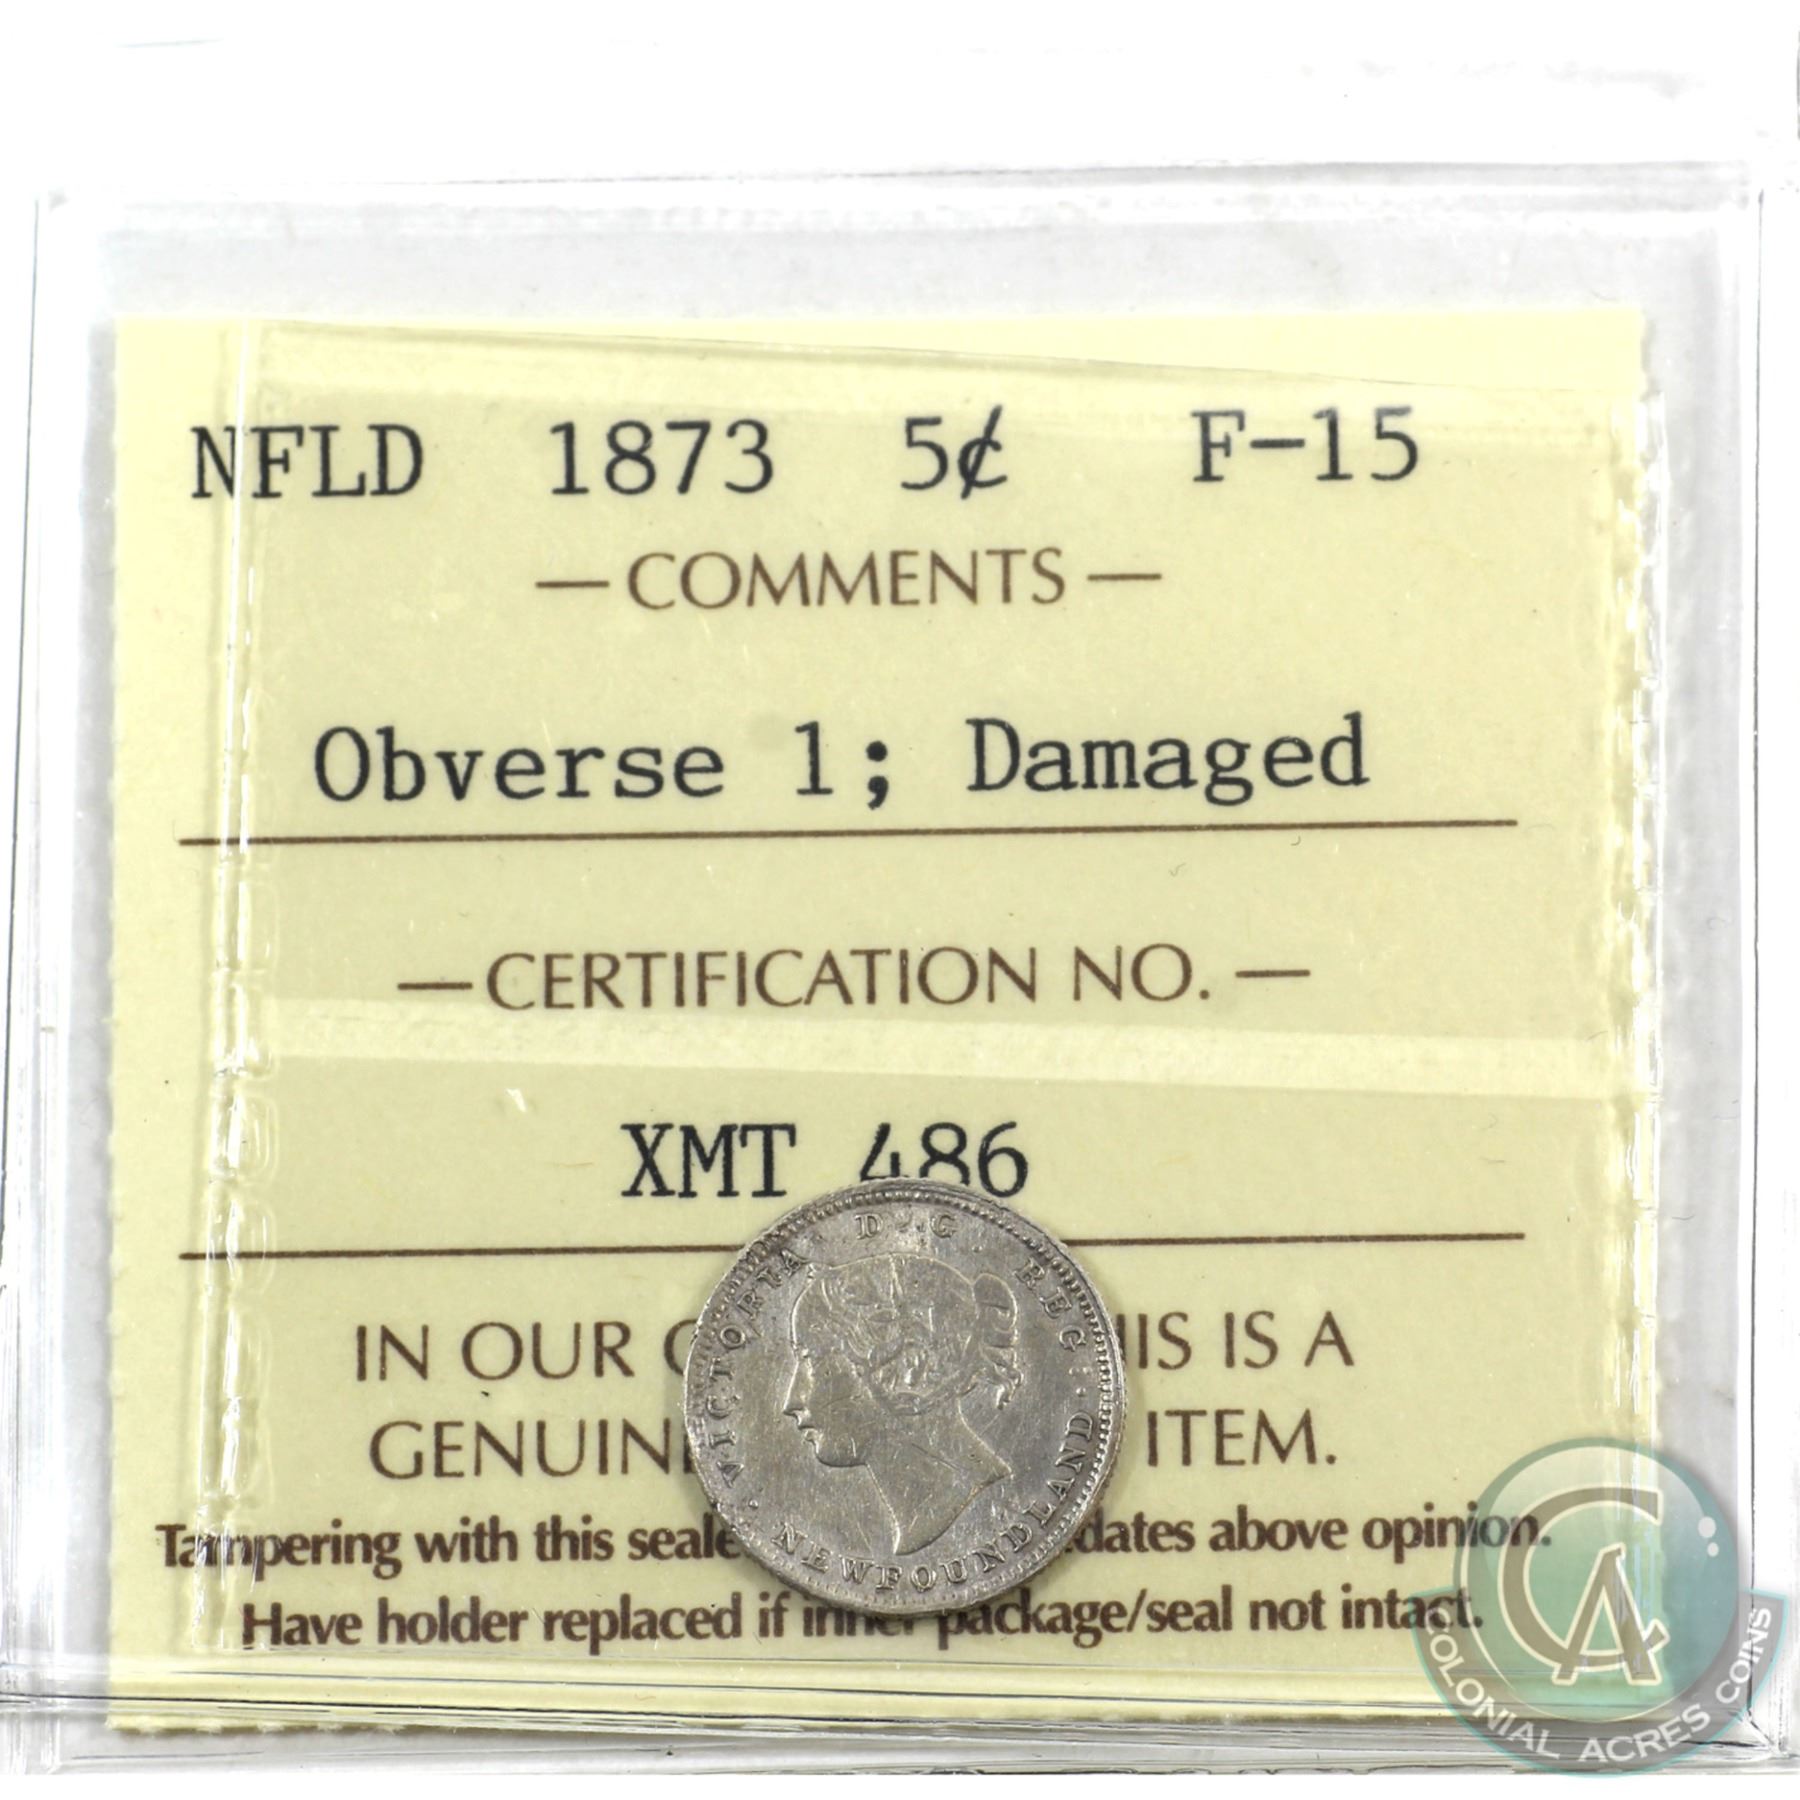 NFLD 1873 5¢ F-15
—COMMENTS—
Obverse 1; Damaged
—CERTIFICATION NO.—
XMT 486
IN OUR IS A
GENUIN ITEM.
Tampering with this seale dates above opinion.
Have holder replaced if inner package/seal not intact.
VICTORIA D.G. REG:
NEWFOUNDLAND
CA
COLONIAL ACRES COINS